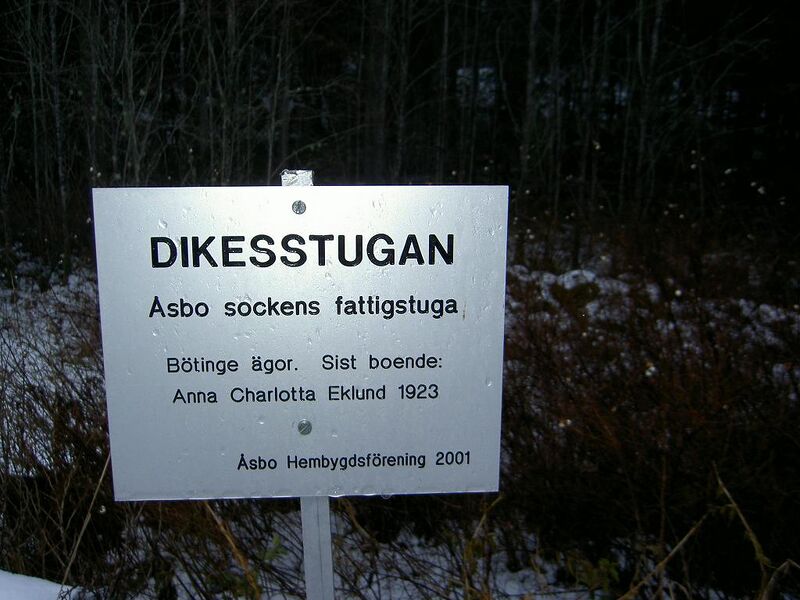 DIKESSTUGAN
Åsbo sockens fattigstuga
Bötinge ägor. Sist boende:
Anna Charlotta Eklund 1923
Åsbo Hembygdsförening 2001